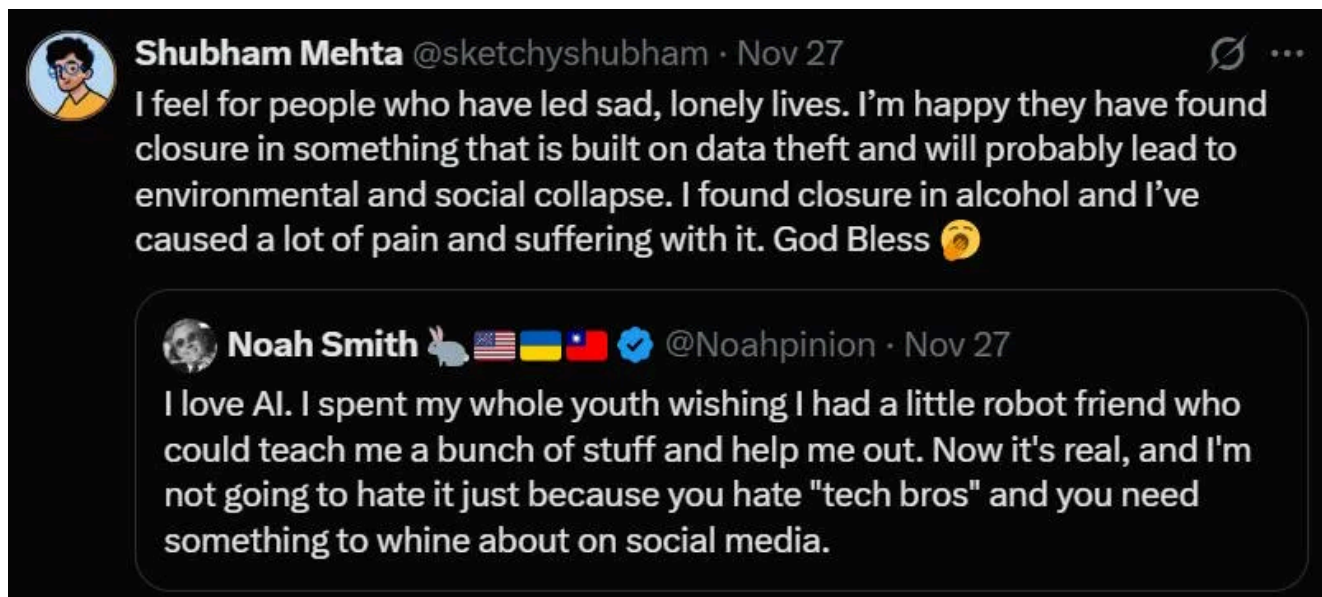 Shubham Mehta @sketchyshubham · Nov 27
I feel for people who have led sad, lonely lives. I’m happy they have found
closure in something that is built on data theft and will probably lead to
environmental and social collapse. I found closure in alcohol and I’ve
caused a lot of pain and suffering with it. God Bless 🥱
Noah Smith 🐇🇺🇸🇺🇦🇹🇼 @Noahpinion · Nov 27
I love AI. I spent my whole youth wishing I had a little robot friend who
could teach me a bunch of stuff and help me out. Now it's real, and I'm
not going to hate it just because you hate "tech bros" and you need
something to whine about on social media.